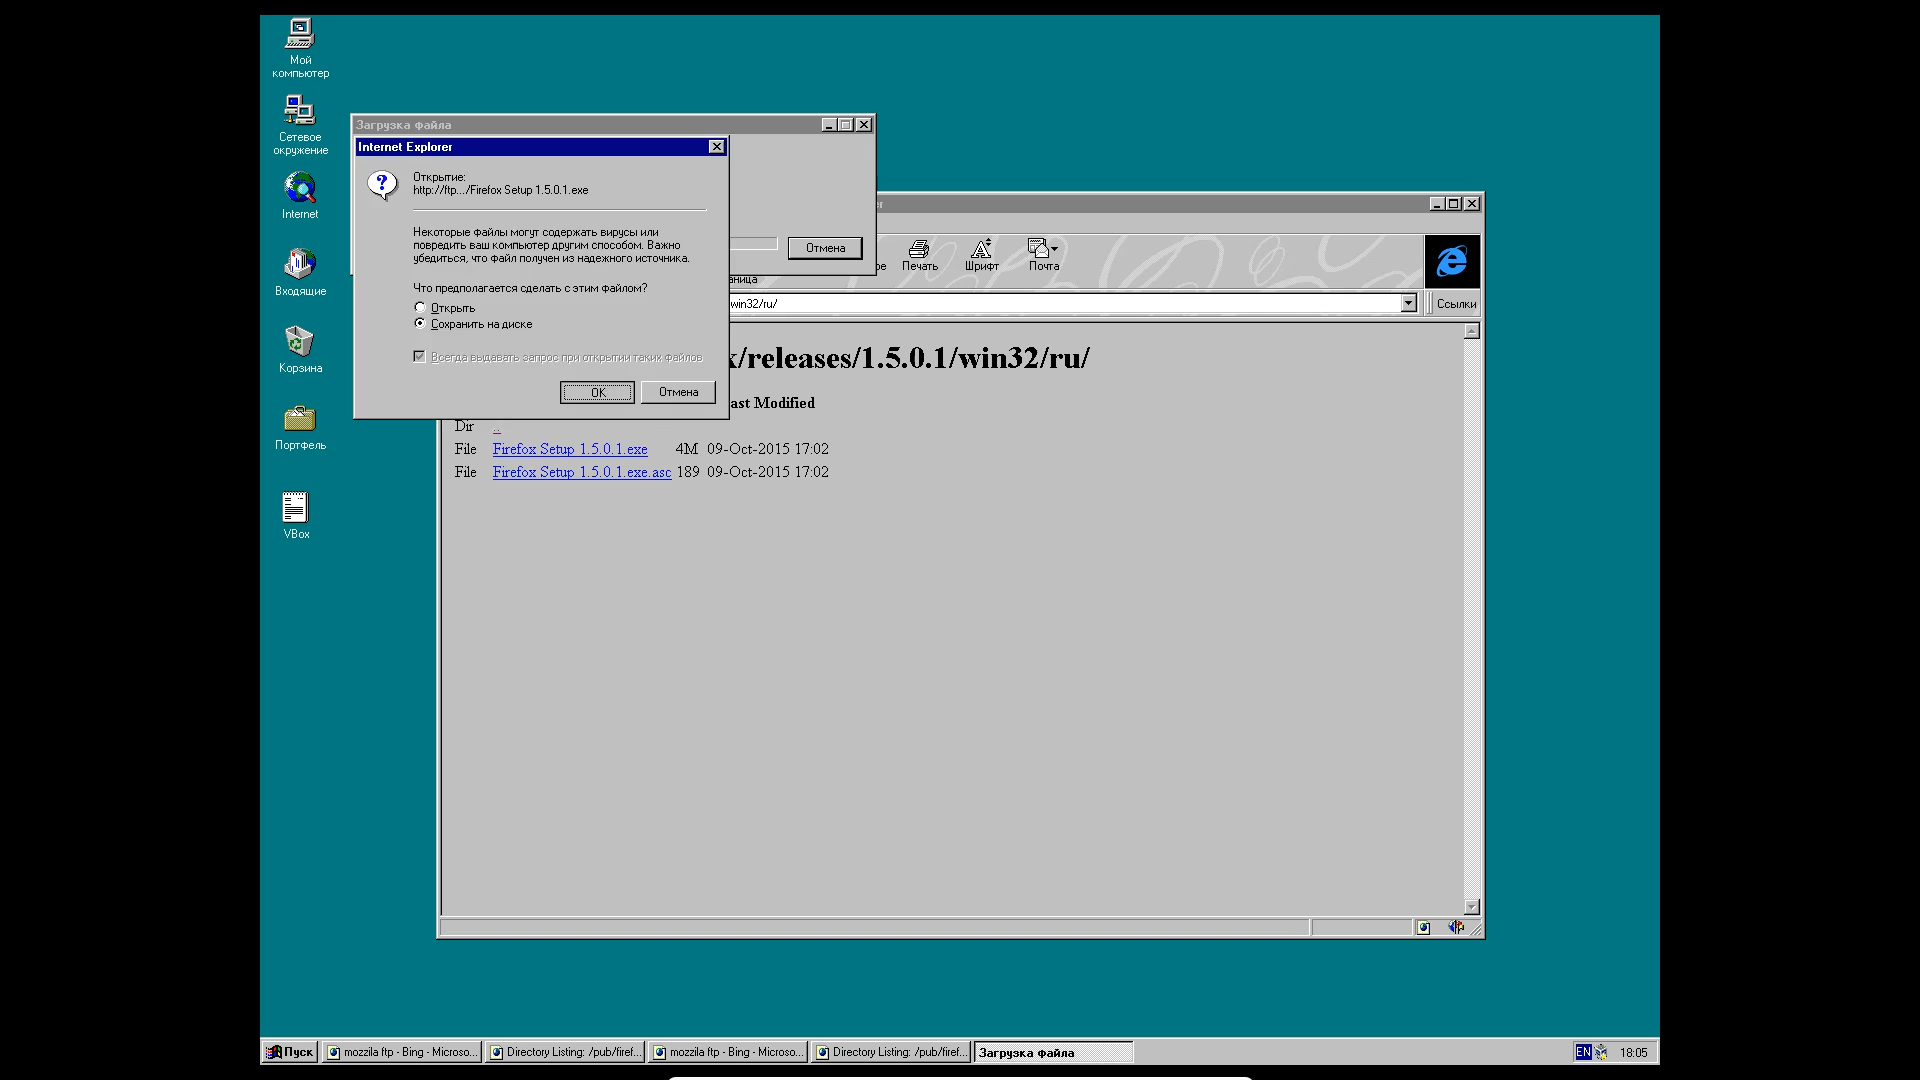 Мой
компьютер
Сетевое
окружение
Internet
Входящие
Корзина
Портфель
VBox
Загрузка файла
Отмена
Internet Explorer
Открытие:
http://ftp.../Firefox Setup 1.5.0.1.exe
Некоторые файлы могут содержать вирусы или
повредить ваш компьютер другим способом. Важно
убедиться, что файл получен из надежного источника.
Что предполагается сделать с этим файлом?
Открыть
Сохранить на диске
Всегда выдавать запрос при открытии таких файлов
OK
Отмена
er
ое
Печать
Шрифт
Почта
аница
win32/ru/
Ссылки
x/releases/1.5.0.1/win32/ru/
ast Modified
Dir ..
File Firefox Setup 1.5.0.1.exe 4M 09-Oct-2015 17:02
File Firefox Setup 1.5.0.1.exe.asc 189 09-Oct-2015 17:02
Пуск
mozzila ftp - Bing - Microso...
Directory Listing: /pub/firef...
mozzila ftp - Bing - Microso...
Directory Listing: /pub/firef...
Загрузка файла
EN
18:05